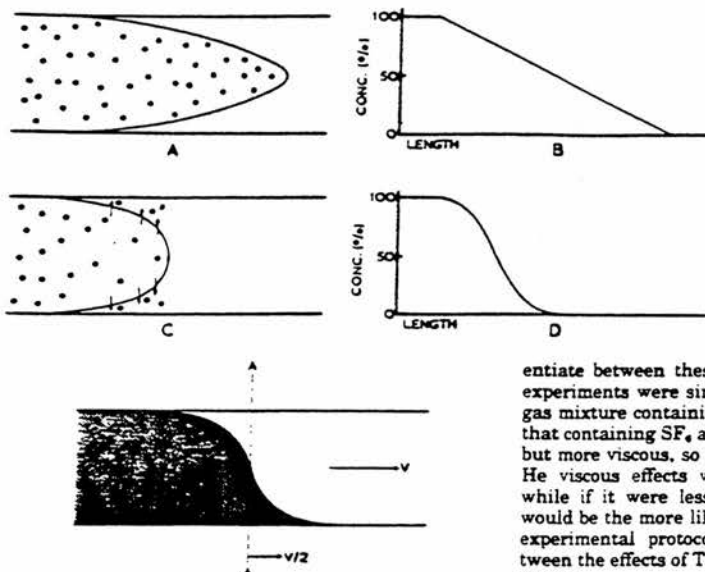 A
100
50
0
CONC. (%)
LENGTH
B
C
100
50
0
CONC. (%)
LENGTH
D
A
V
V/2
A
entiate between thes
experiments were sin
gas mixture containi
that containing SF₆ a
but more viscous, so
He viscous effects v
while if it were less
would be the more lil
experimental protoc
tween the effects of T